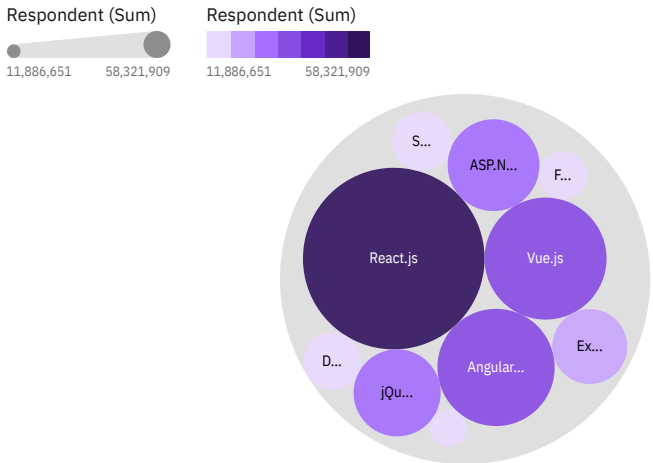 Respondent (Sum)
11,886,651 58,321,909
Respondent (Sum)
11,886,651 58,321,909
S...
ASP.N...
F...
React.js
Vue.js
Ex...
D...
Angular...
jQu...